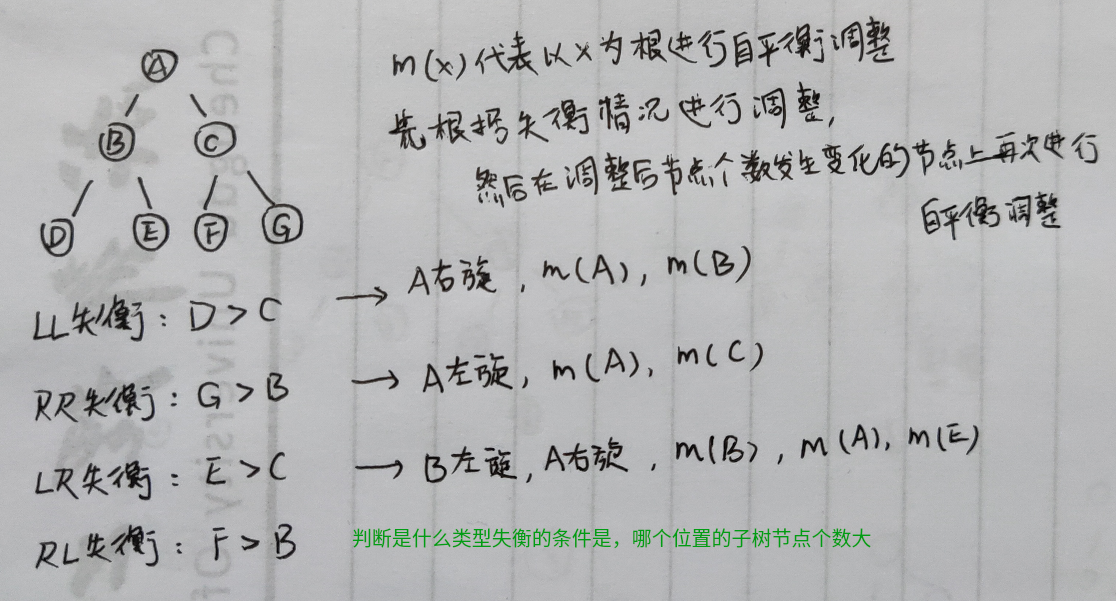 A
B C
D E F G
m(x)代表以x为根进行自平衡调整
先根据失衡情况进行调整,
然后在调整后节点个数发生变化的节点上再次进行
自平衡调整
LL失衡: D>C → A右旋, m(A), m(B)
RR失衡: G>B → A左旋, m(A), m(C)
LR失衡: E>C → B左旋, A右旋, m(B), m(A), m(E)
RL失衡: F>B
判断是什么类型失衡的条件是，哪个位置的子树节点个数大